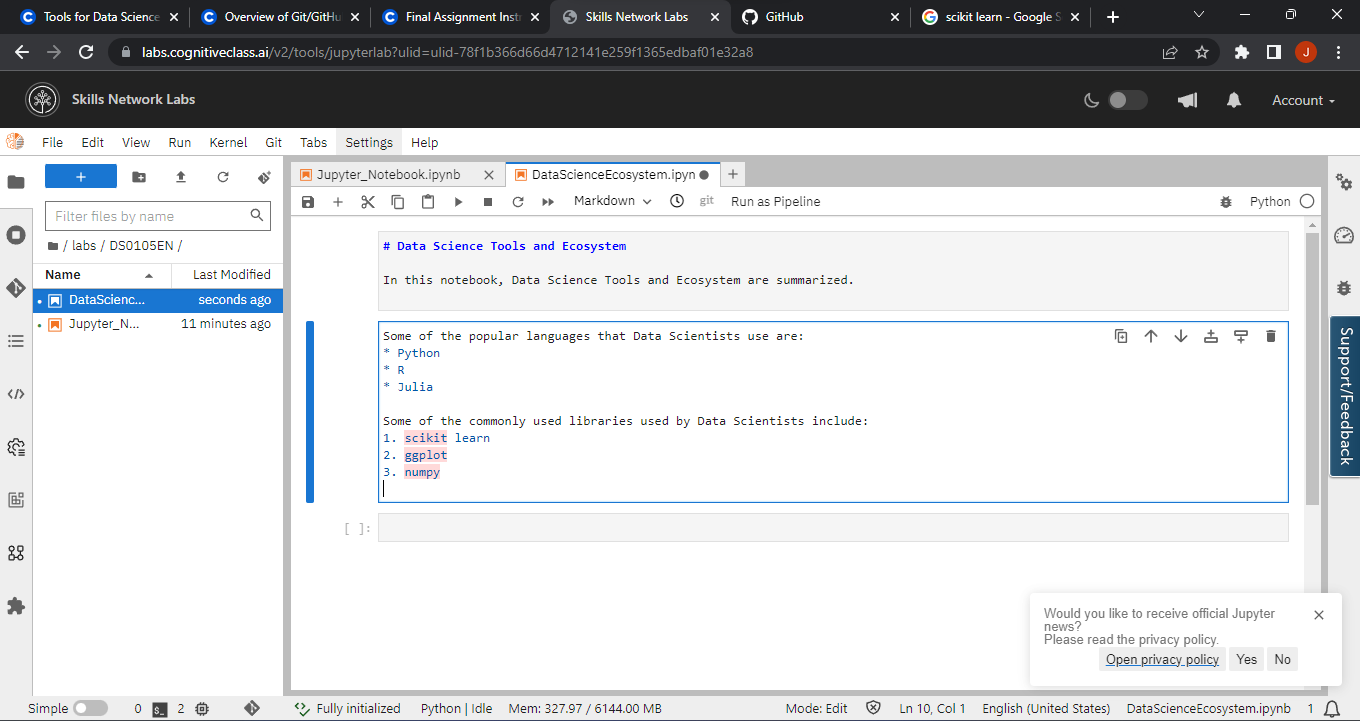 Tools for Data Science
Overview of Git/GitHu
Final Assignment Inst
Skills Network Labs
GitHub
scikit learn - Google S
labs.cognitiveclass.ai/v2/tools/jupyterlab?ulid=ulid-78f1b366d66d4712141e259f1365edbaf01e32a8
J
Skills Network Labs
Account
File Edit View Run Kernel Git Tabs Settings Help
Jupyter_Notebook.ipynb
DataScienceEcosystem.ipyn
Filter files by name
Markdown
git
Run as Pipeline
Python
/ labs / DS0105EN /
Name
Last Modified
DataScienc...
seconds ago
Jupyter_N...
11 minutes ago
# Data Science Tools and Ecosystem
In this notebook, Data Science Tools and Ecosystem are summarized.
Some of the popular languages that Data Scientists use are:
* Python
* R
* Julia
Some of the commonly used libraries used by Data Scientists include:
1. scikit learn
2. ggplot
3. numpy
[ ]:
Support/Feedback
Would you like to receive official Jupyter
news?
Please read the privacy policy.
Open privacy policy
Yes
No
Simple
0
2
Fully initialized
Python | Idle
Mem: 327.97 / 6144.00 MB
Mode: Edit
Ln 10, Col 1
English (United States)
DataScienceEcosystem.ipynb
1